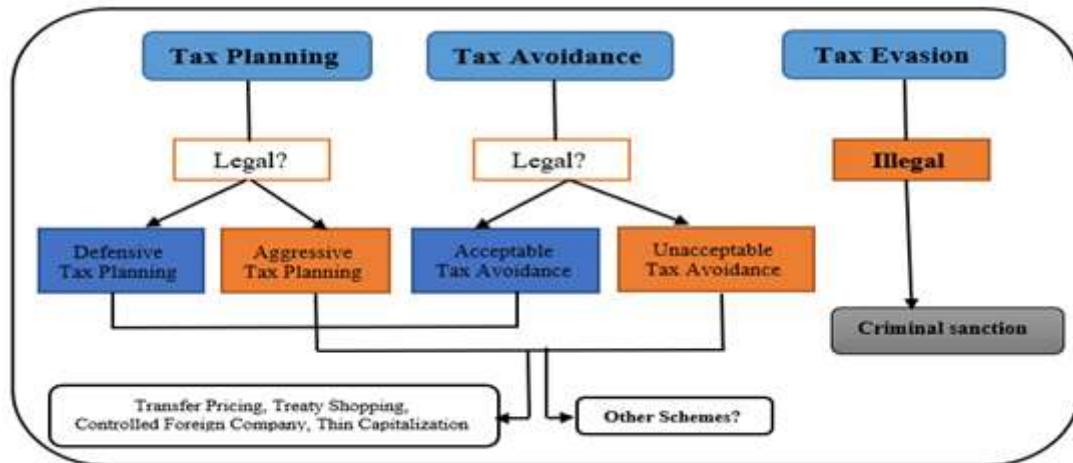 Tax Planning
Tax Avoidance
Tax Evasion
Legal?
Legal?
Illegal
Defensive
Tax Planning
Aggressive
Tax Planning
Acceptable
Tax Avoidance
Unacceptable
Tax Avoidance
Criminal sanction
Transfer Pricing, Treaty Shopping,
Controlled Foreign Company, Thin Capitalization
Other Schemes?